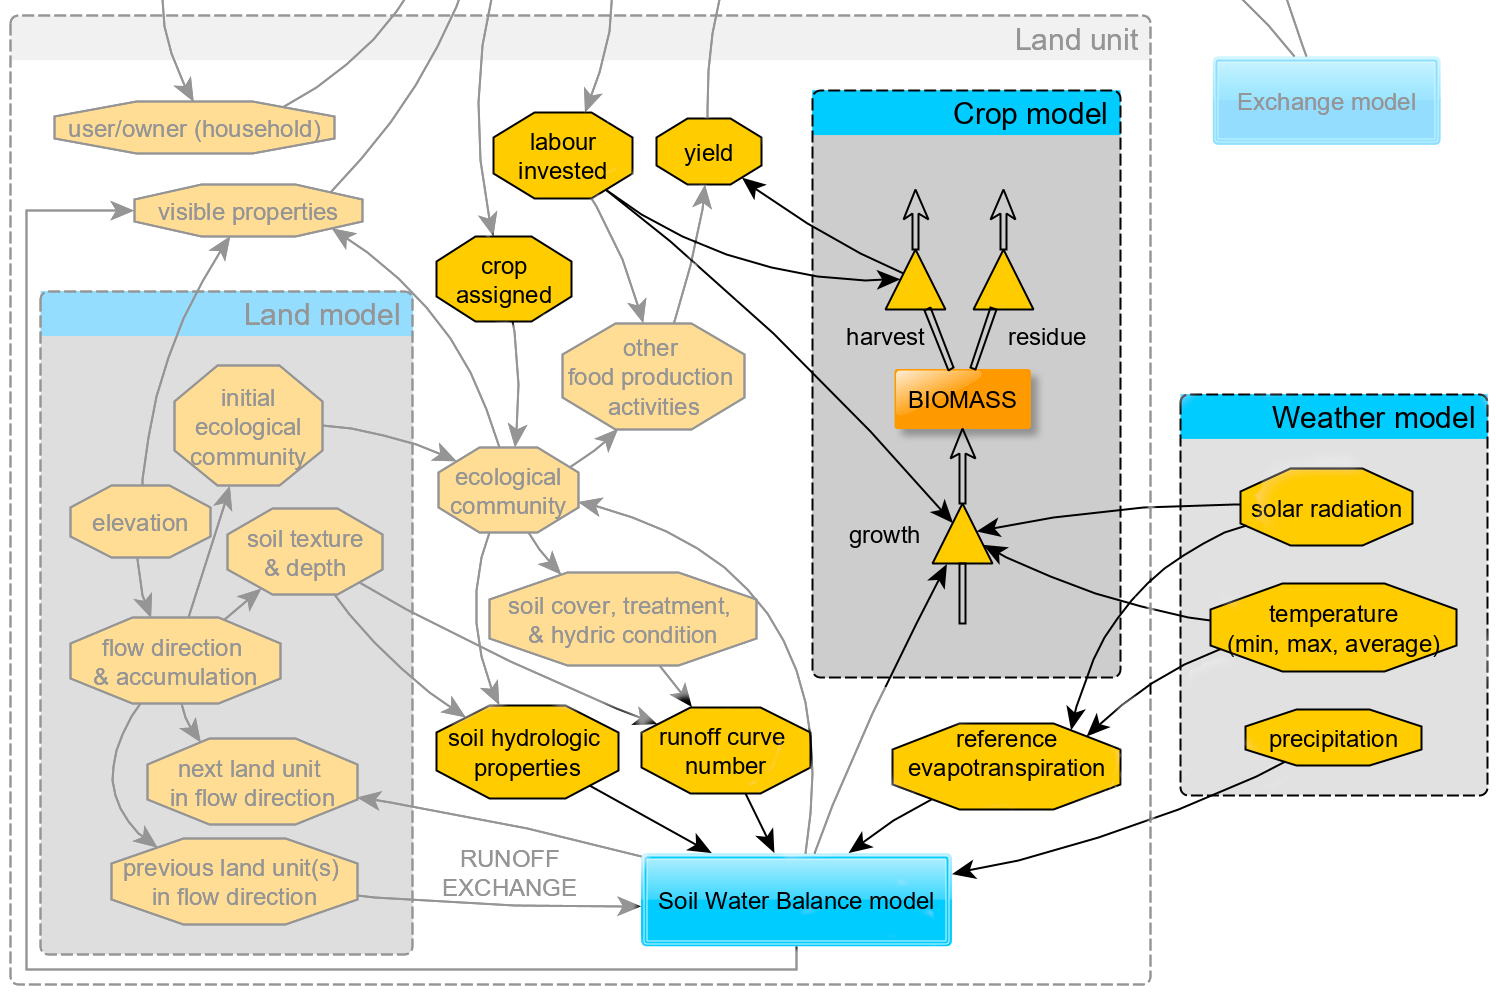 Land unit
Exchange model
user/owner (household)
labour
invested
yield
Crop model
visible properties
crop
assigned
Land model
harvest
residue
other
food production
activities
initial
ecological
community
BIOMASS
Weather model
ecological
community
solar radiation
elevation
soil texture
& depth
growth
soil cover, treatment,
& hydric condition
temperature
(min, max, average)
flow direction
& accumulation
soil hydrologic
properties
runoff curve
number
reference
evapotranspiration
precipitation
next land unit
in flow direction
previous land unit(s)
in flow direction
RUNOFF
EXCHANGE
Soil Water Balance model